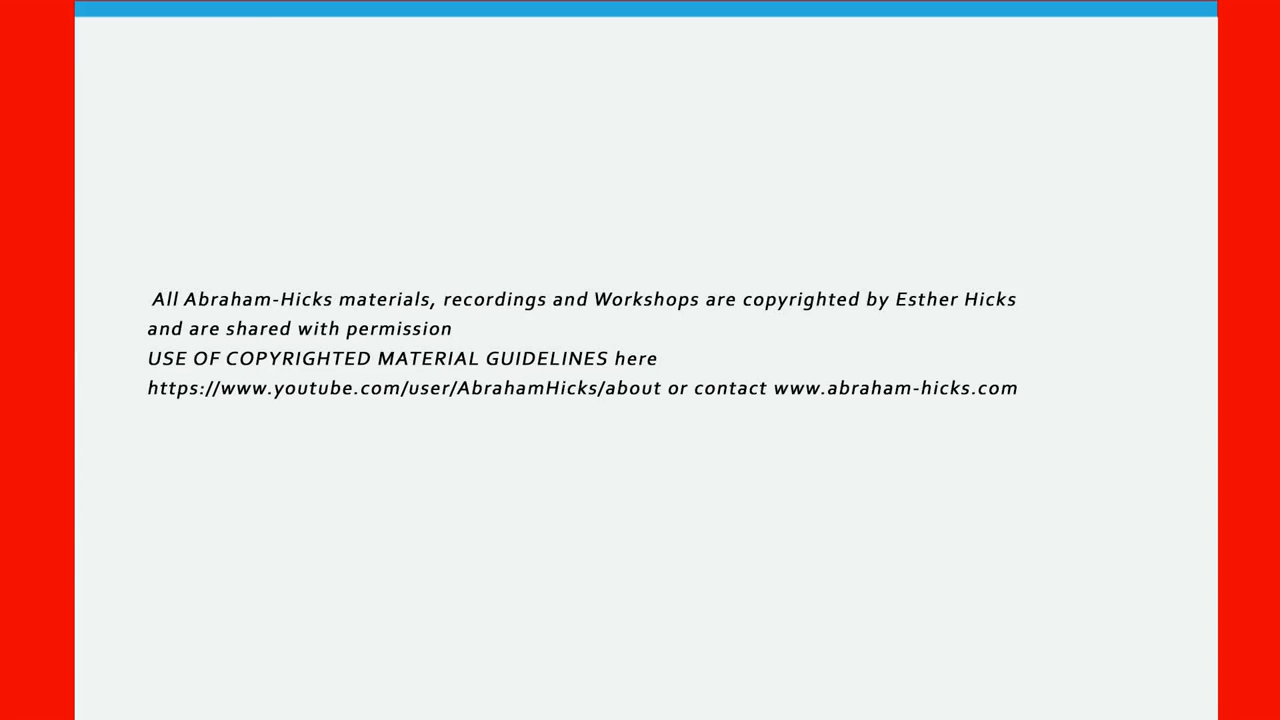 All Abraham-Hicks materials, recordings and Workshops are copyrighted by Esther Hicks
and are shared with permission
USE OF COPYRIGHTED MATERIAL GUIDELINES here
https://www.youtube.com/user/AbrahamHicks/about or contact www.abraham-hicks.com